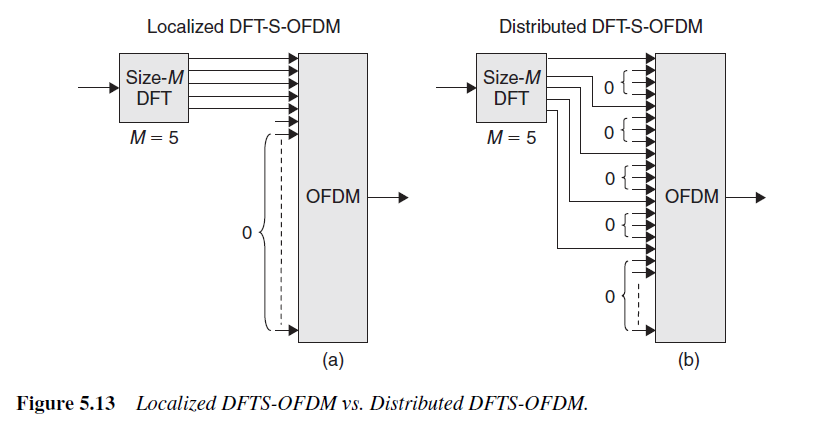 Localized DFT-S-OFDM
Distributed DFT-S-OFDM
Size-M
DFT
M = 5
0
OFDM
(a)
Size-M
DFT
M = 5
0
0
0
0
0
OFDM
(b)
Figure 5.13 Localized DFTS-OFDM vs. Distributed DFTS-OFDM.